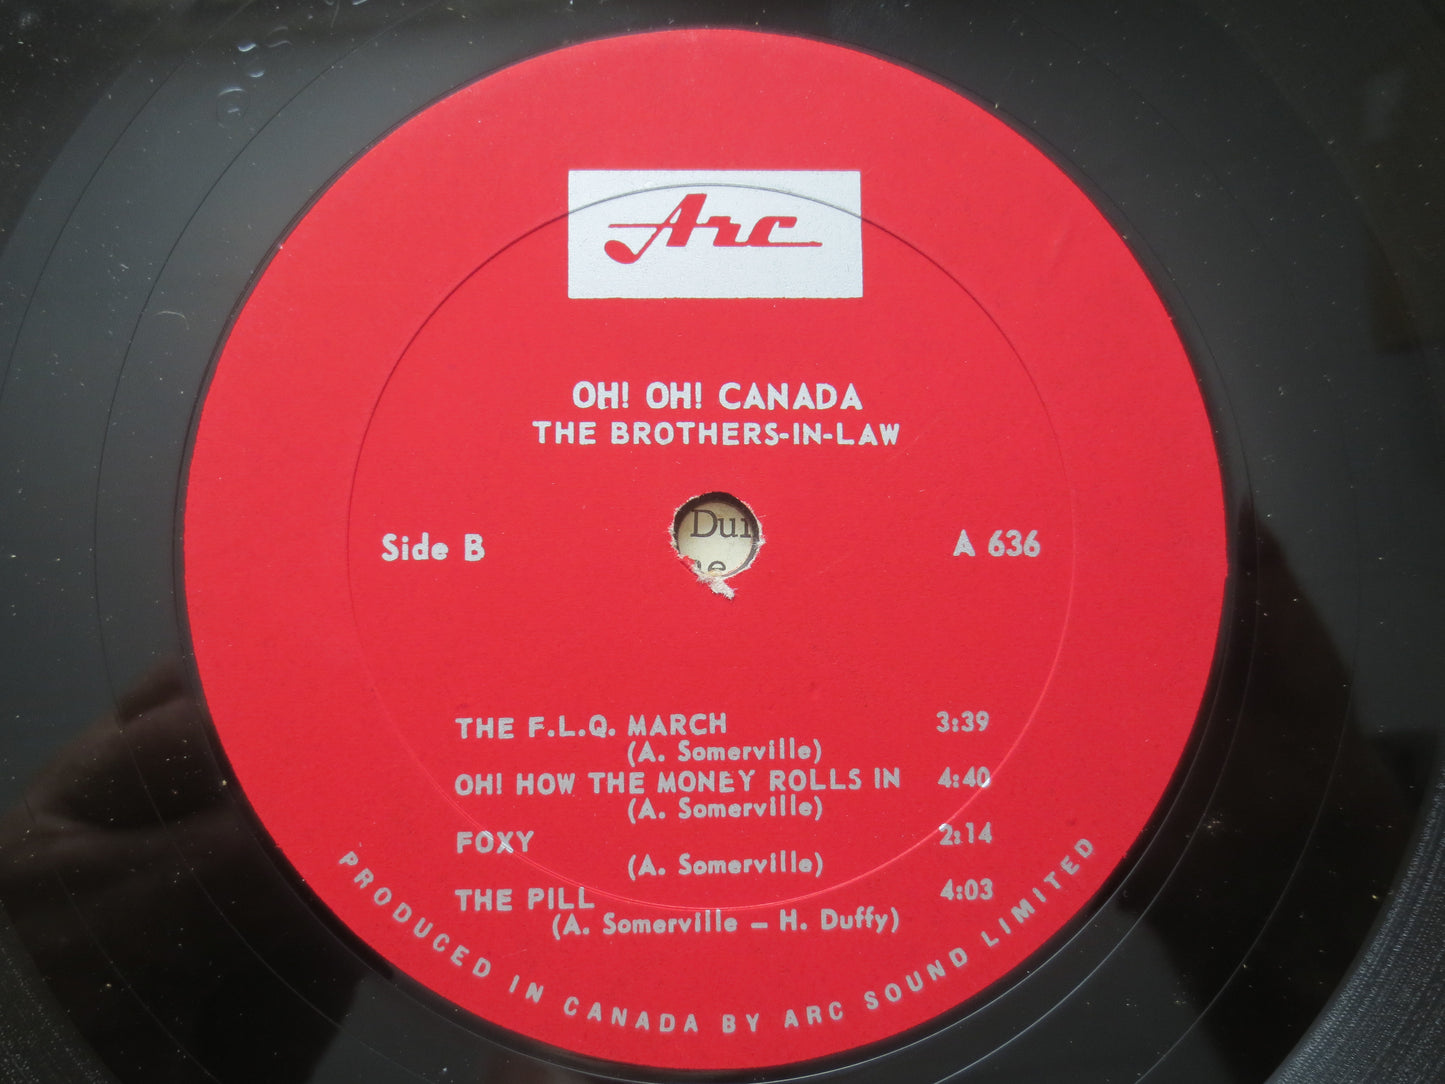 Arc
OH! OH! CANADA
THE BROTHERS-IN-LAW
Side B
A 636
THE F.L.Q. MARCH 3:39
(A. Somerville)
OH! HOW THE MONEY ROLLS IN 4:40
(A. Somerville)
FOXY 2:14
(A. Somerville)
THE PILL 4:03
(A. Somerville – H. Duffy)
PRODUCED IN CANADA BY ARC SOUND LIMITED